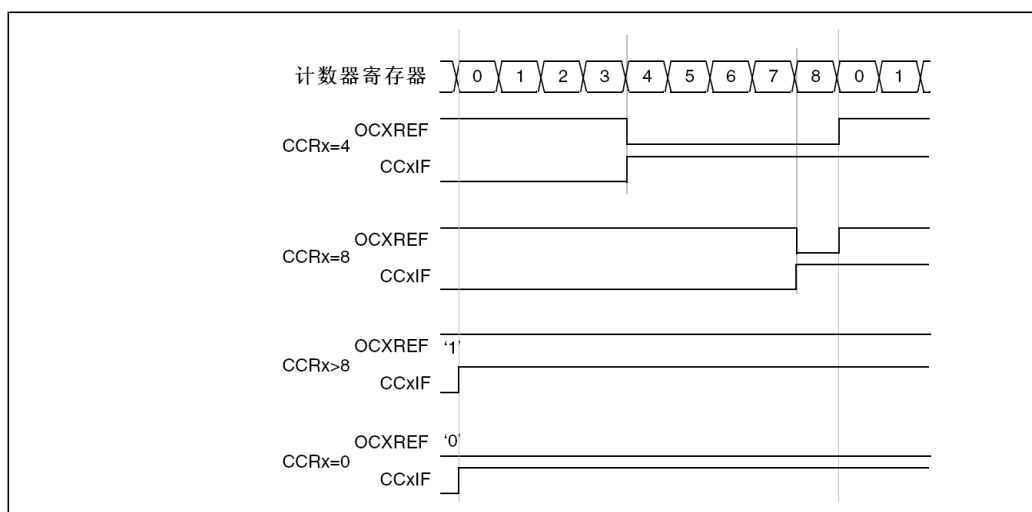 计数器寄存器 0 1 2 3 4 5 6 7 8 0 1
OCXREF
CCRx=4
CCxIF
OCXREF
CCRx=8
CCxIF
OCXREF '1'
CCRx>8
CCxIF
OCXREF '0'
CCRx=0
CCxIF